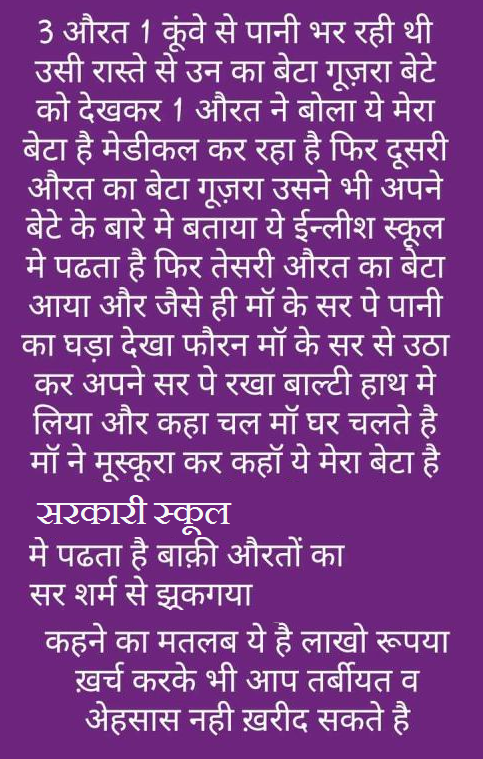 3 औरत 1 कूंवे से पानी भर रही थी
उसी रास्ते से उन का बेटा गूज़रा बेटे
को देखकर 1 औरत ने बोला ये मेरा
बेटा है मेडीकल कर रहा है फिर दूसरी
औरत का बेटा गूज़रा उसने भी अपने
बेटे के बारे मे बताया ये ईन्लीश स्कूल
मे पढता है फिर तेसरी औरत का बेटा
आया और जैसे ही मॉ के सर पे पानी
का घड़ा देखा फौरन मॉ के सर से उठा
कर अपने सर पे रखा बाल्टी हाथ मे
लिया और कहा चल मॉ घर चलते है
मॉ ने मूस्कूरा कर कहॉ ये मेरा बेटा है
सरकारी स्कूल
मे पढता है बाक़ी औरतों का
सर शर्म से झूकगया
कहने का मतलब ये है लाखो रूपया
ख़र्च करके भी आप तर्बीयत व
अेहसास नही ख़रीद सकते है